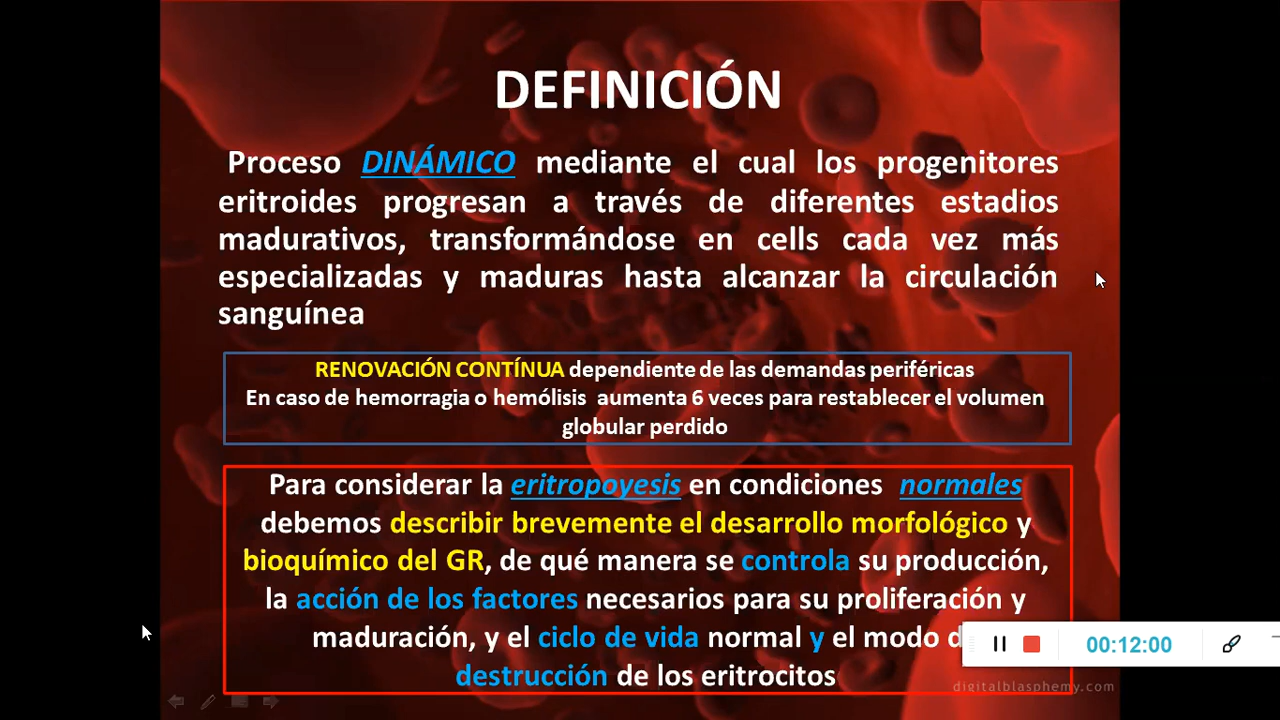 DEFINICIÓN
Proceso DINÁMICO mediante el cual los progenitores
eritroides progresan a través de diferentes estadios
madurativos, transformándose en cells cada vez más
especializadas y maduras hasta alcanzar la circulación
sanguínea
RENOVACIÓN CONTÍNUA dependiente de las demandas periféricas
En caso de hemorragia o hemólisis aumenta 6 veces para restablecer el volumen
globular perdido
Para considerar la eritropoyesis en condiciones normales
debemos describir brevemente el desarrollo morfológico y
bioquímico del GR, de qué manera se controla su producción,
la acción de los factores necesarios para su proliferación y
maduración, y el ciclo de vida normal y el modo d
destrucción de los eritrocitos
00:12:00
digitalblasphemy.com